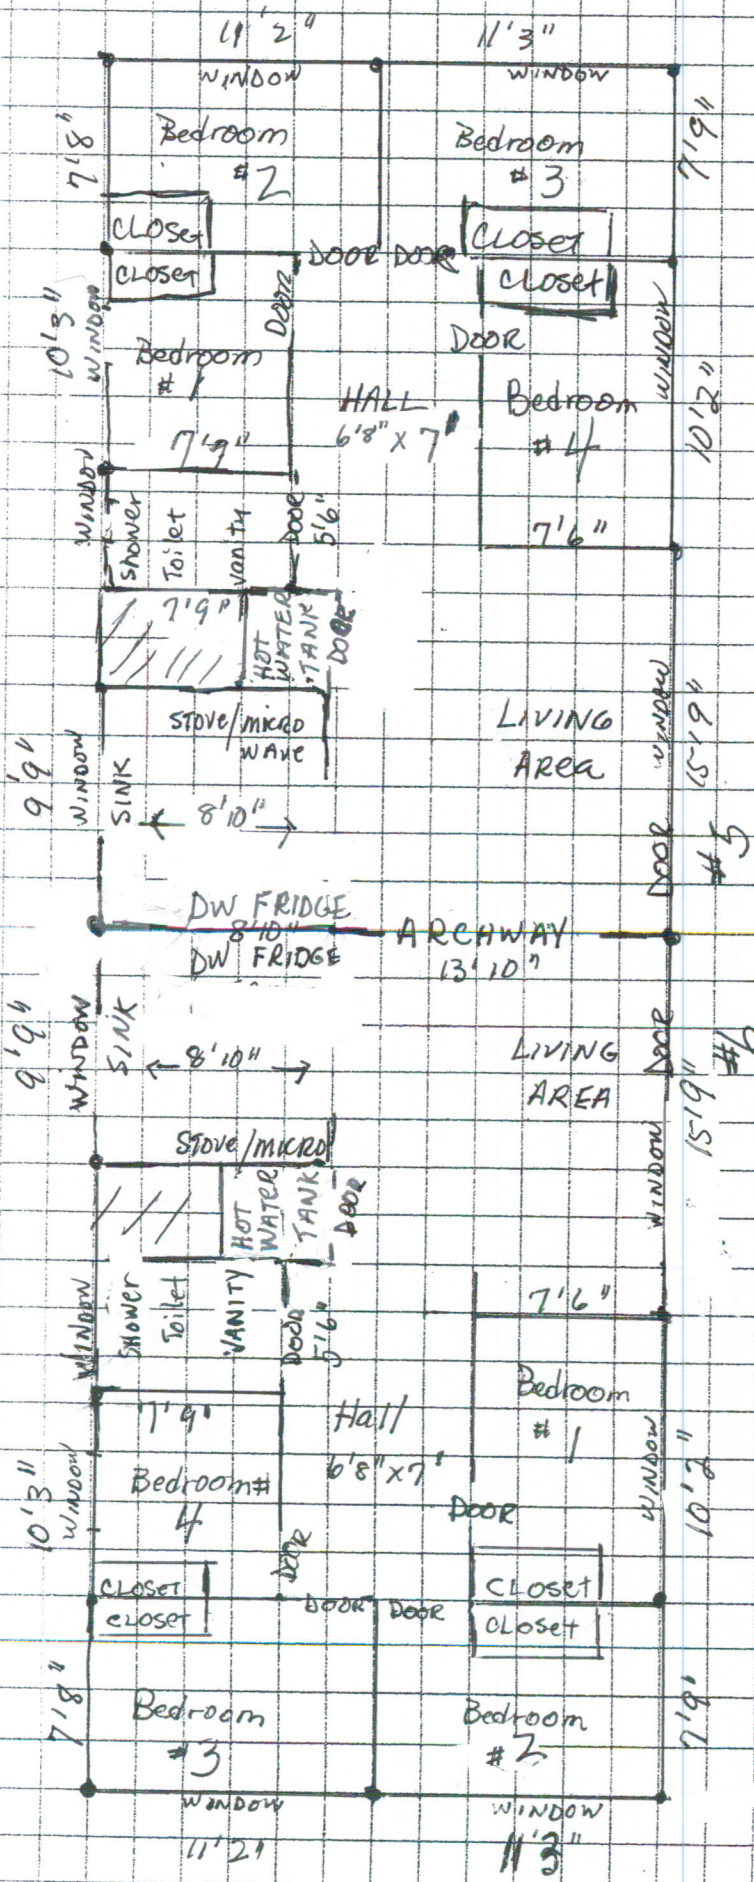 11'2" 11'3"
WINDOW WINDOW
7'8" Bedroom #2
Bedroom #3 7'9"
CLOSET CLOSET
DOOR DOOR
CLOSET CLOSET
DOOR
10'3" WINDOW
Bedroom #1
HALL
6'8" x 7'
DOOR
Bedroom #4
WINDOW 10'2"
7'9"
7'6"
WINDOW
Shower
Toilet
Vanity
DOOR
5'6"
7'9"
HOT WATER TANK
DOOR
STOVE/MICRO
WAVE
LIVING
AREA
WINDOW 15'9"
9'9" WINDOW
SINK
8'10"
DOOR #5
DW FRIDGE
8'10" ARCHWAY
DW FRIDGE 13'10"
9'9" WINDOW
SINK
8'10"
LIVING
AREA
DOOR #6
15'9"
WINDOW
STOVE/MICRO
HOT WATER TANK
DOOR
WINDOW
SHOWER
Toilet
VANITY
DOOR
5'6"
7'6"
7'9"
Hall
6'8" x 7'
Bedroom
#1
WINDOW 10'2"
10'3" WINDOW
Bedroom#
4
DOOR
DOOR
CLOSET CLOSET
DOOR DOOR
CLOSET CLOSET
7'8" Bedroom
#3
Bedroom
#2
7'9"
WINDOW WINDOW
11'2" 11'3"